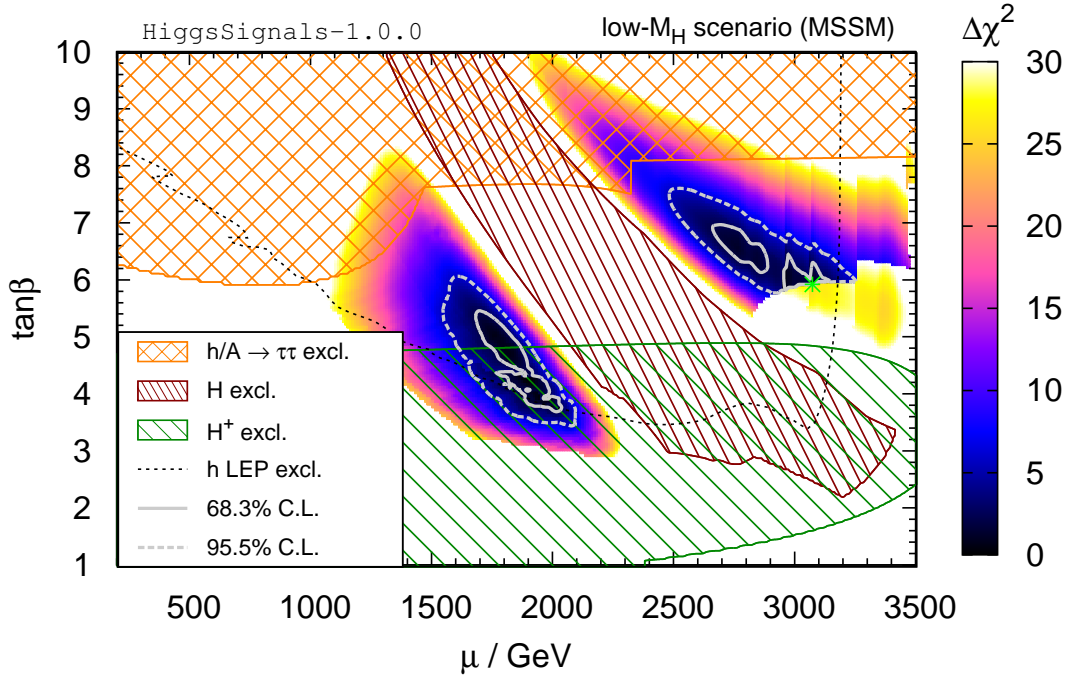 HiggsSignals-1.0.0
low-M_H scenario (MSSM)
Δχ²
10
9
8
7
6
5
4
3
2
1
tanβ
h/A → ττ excl.
H excl.
H⁺ excl.
h LEP excl.
68.3% C.L.
95.5% C.L.
500 1000 1500 2000 2500 3000 3500
μ / GeV
30
25
20
15
10
5
0